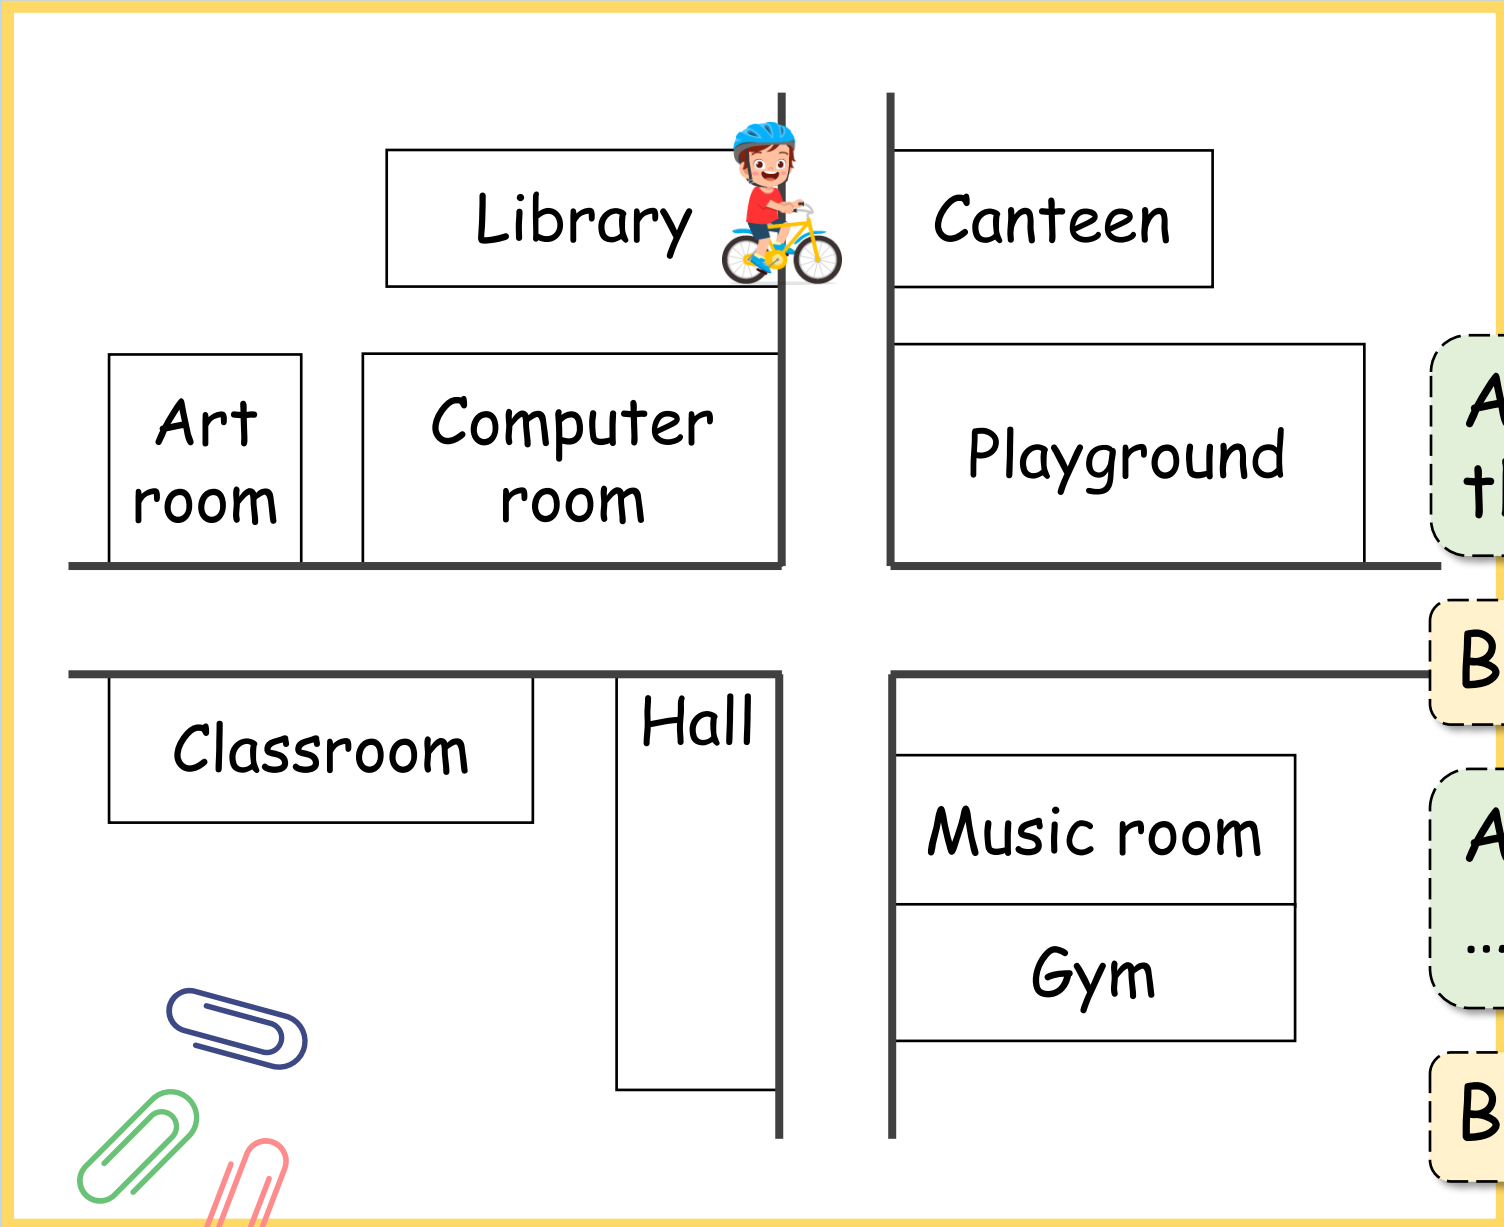 Library
Canteen
Art
room
Computer
room
Playground
A
Classroom
Hall
B
Music room
A
...
Gym
B